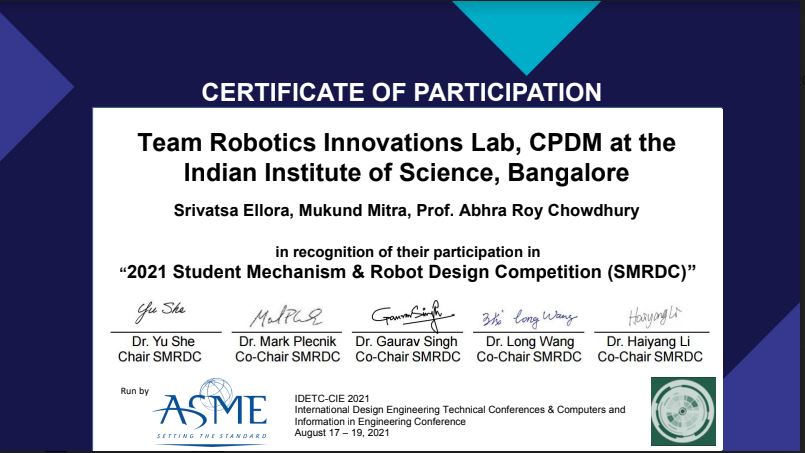 CERTIFICATE OF PARTICIPATION
Team Robotics Innovations Lab, CPDM at the
Indian Institute of Science, Bangalore
Srivatsa Ellora, Mukund Mitra, Prof. Abhra Roy Chowdhury
in recognition of their participation in
“2021 Student Mechanism & Robot Design Competition (SMRDC)”
Yu She
Gaurav Singh
Long Wang
Haiyang Li
Dr. Yu She
Chair SMRDC
Dr. Mark Plecnik
Co-Chair SMRDC
Dr. Gaurav Singh
Co-Chair SMRDC
Dr. Long Wang
Co-Chair SMRDC
Dr. Haiyang Li
Co-Chair SMRDC
Run by
ASME
SETTING THE STANDARD
IDETC-CIE 2021
International Design Engineering Technical Conferences & Computers and
Information in Engineering Conference
August 17 – 19, 2021